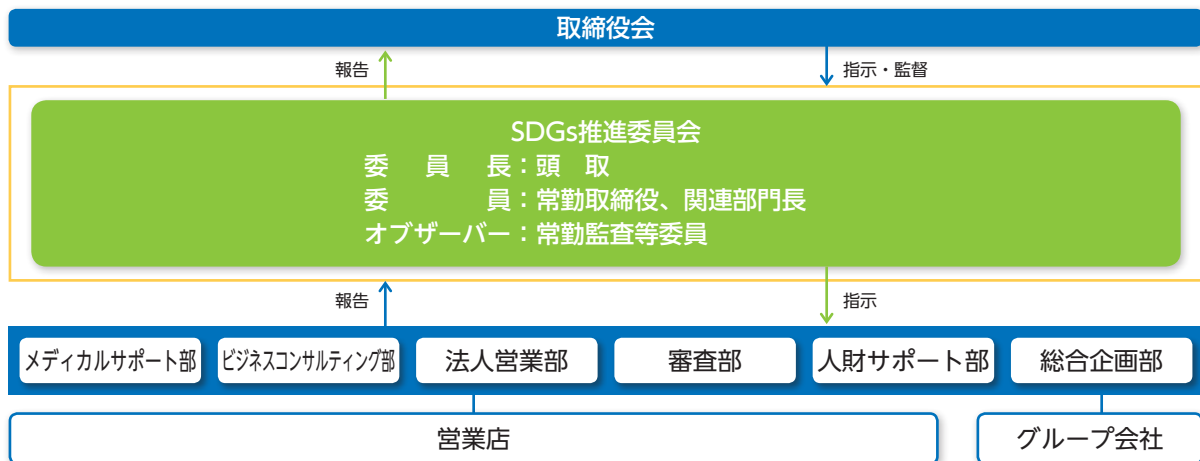 取締役会
報告
指示・監督
SDGs推進委員会
委員長：頭取
委員：常勤取締役、関連部門長
オブザーバー：常勤監査等委員
報告
指示
メディカルサポート部
ビジネスコンサルティング部
法人営業部
審査部
人財サポート部
総合企画部
営業店
グループ会社